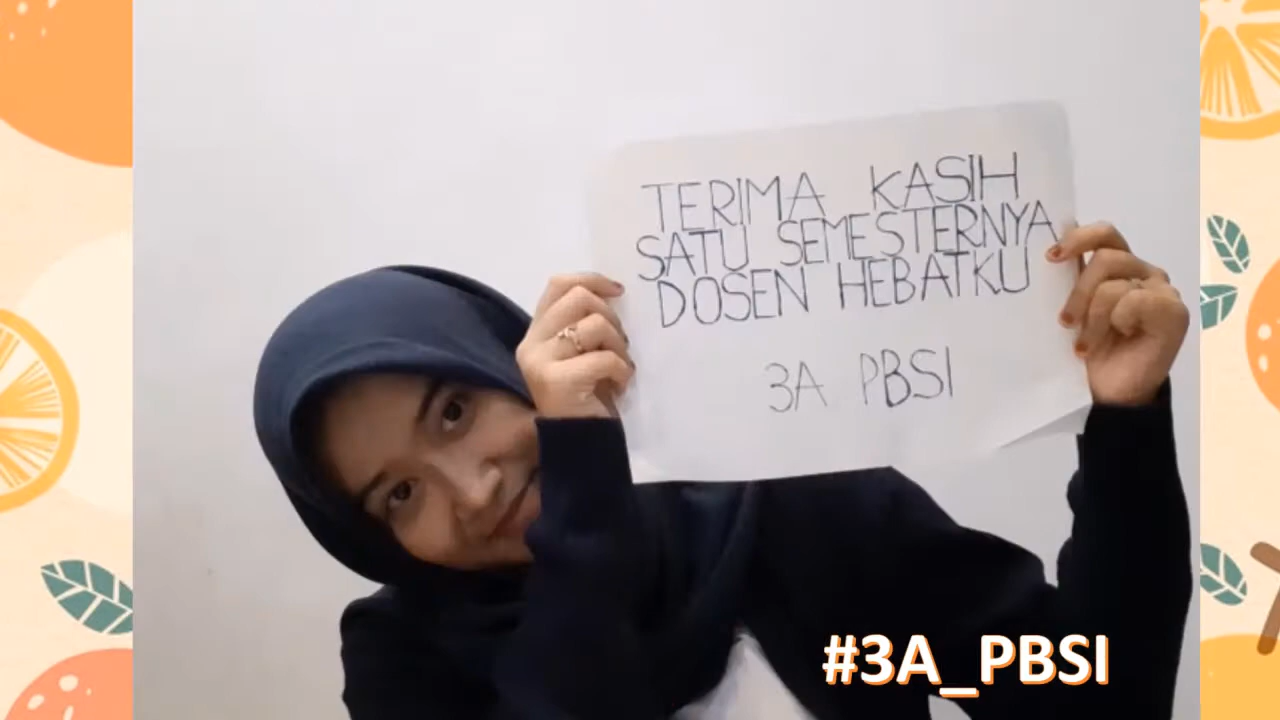 TERIMA KASIH
SATU SEMESTERNYA
DOSEN HEBATKU
3A PBSI
#3A_PBSI